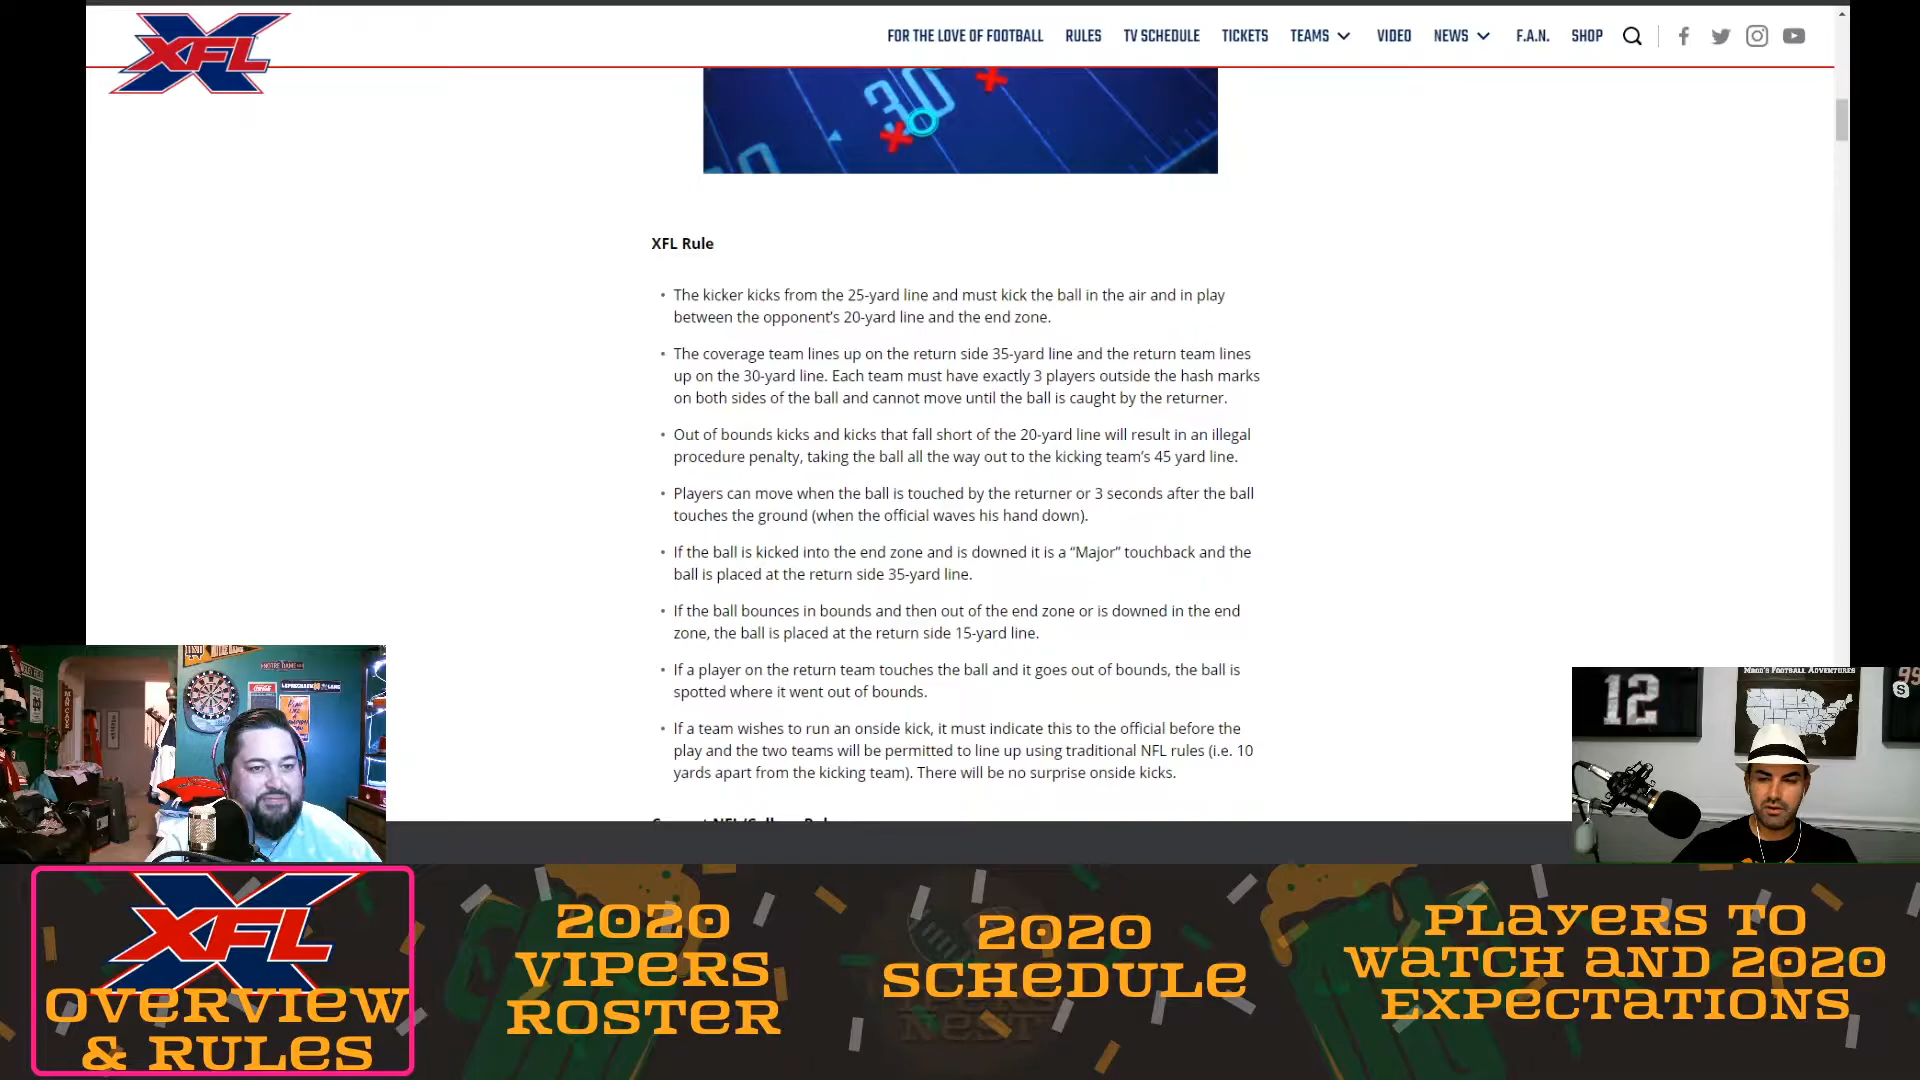 XFL
FOR THE LOVE OF FOOTBALL RULES TV SCHEDULE TICKETS TEAMS VIDEO NEWS F.A.N. SHOP
30
XFL Rule
• The kicker kicks from the 25-yard line and must kick the ball in the air and in play
between the opponent’s 20-yard line and the end zone.
• The coverage team lines up on the return side 35-yard line and the return team lines
up on the 30-yard line. Each team must have exactly 3 players outside the hash marks
on both sides of the ball and cannot move until the ball is caught by the returner.
• Out of bounds kicks and kicks that fall short of the 20-yard line will result in an illegal
procedure penalty, taking the ball all the way out to the kicking team’s 45 yard line.
• Players can move when the ball is touched by the returner or 3 seconds after the ball
touches the ground (when the official waves his hand down).
• If the ball is kicked into the end zone and is downed it is a “Major” touchback and the
ball is placed at the return side 35-yard line.
• If the ball bounces in bounds and then out of the end zone or is downed in the end
zone, the ball is placed at the return side 15-yard line.
• If a player on the return team touches the ball and it goes out of bounds, the ball is
spotted where it went out of bounds.
• If a team wishes to run an onside kick, it must indicate this to the official before the
play and the two teams will be permitted to line up using traditional NFL rules (i.e. 10
yards apart from the kicking team). There will be no surprise onside kicks.
NOTRE DAME
MAN CAVE
12
MAGO'S FOOTBALL ADVENTURES
99
XFL
OVERVIEW
& RULES
2020
VIPERS
ROSTER
2020
SCHEDULE
NEST
PLAYERS TO
WATCH AND 2020
EXPECTATIONS